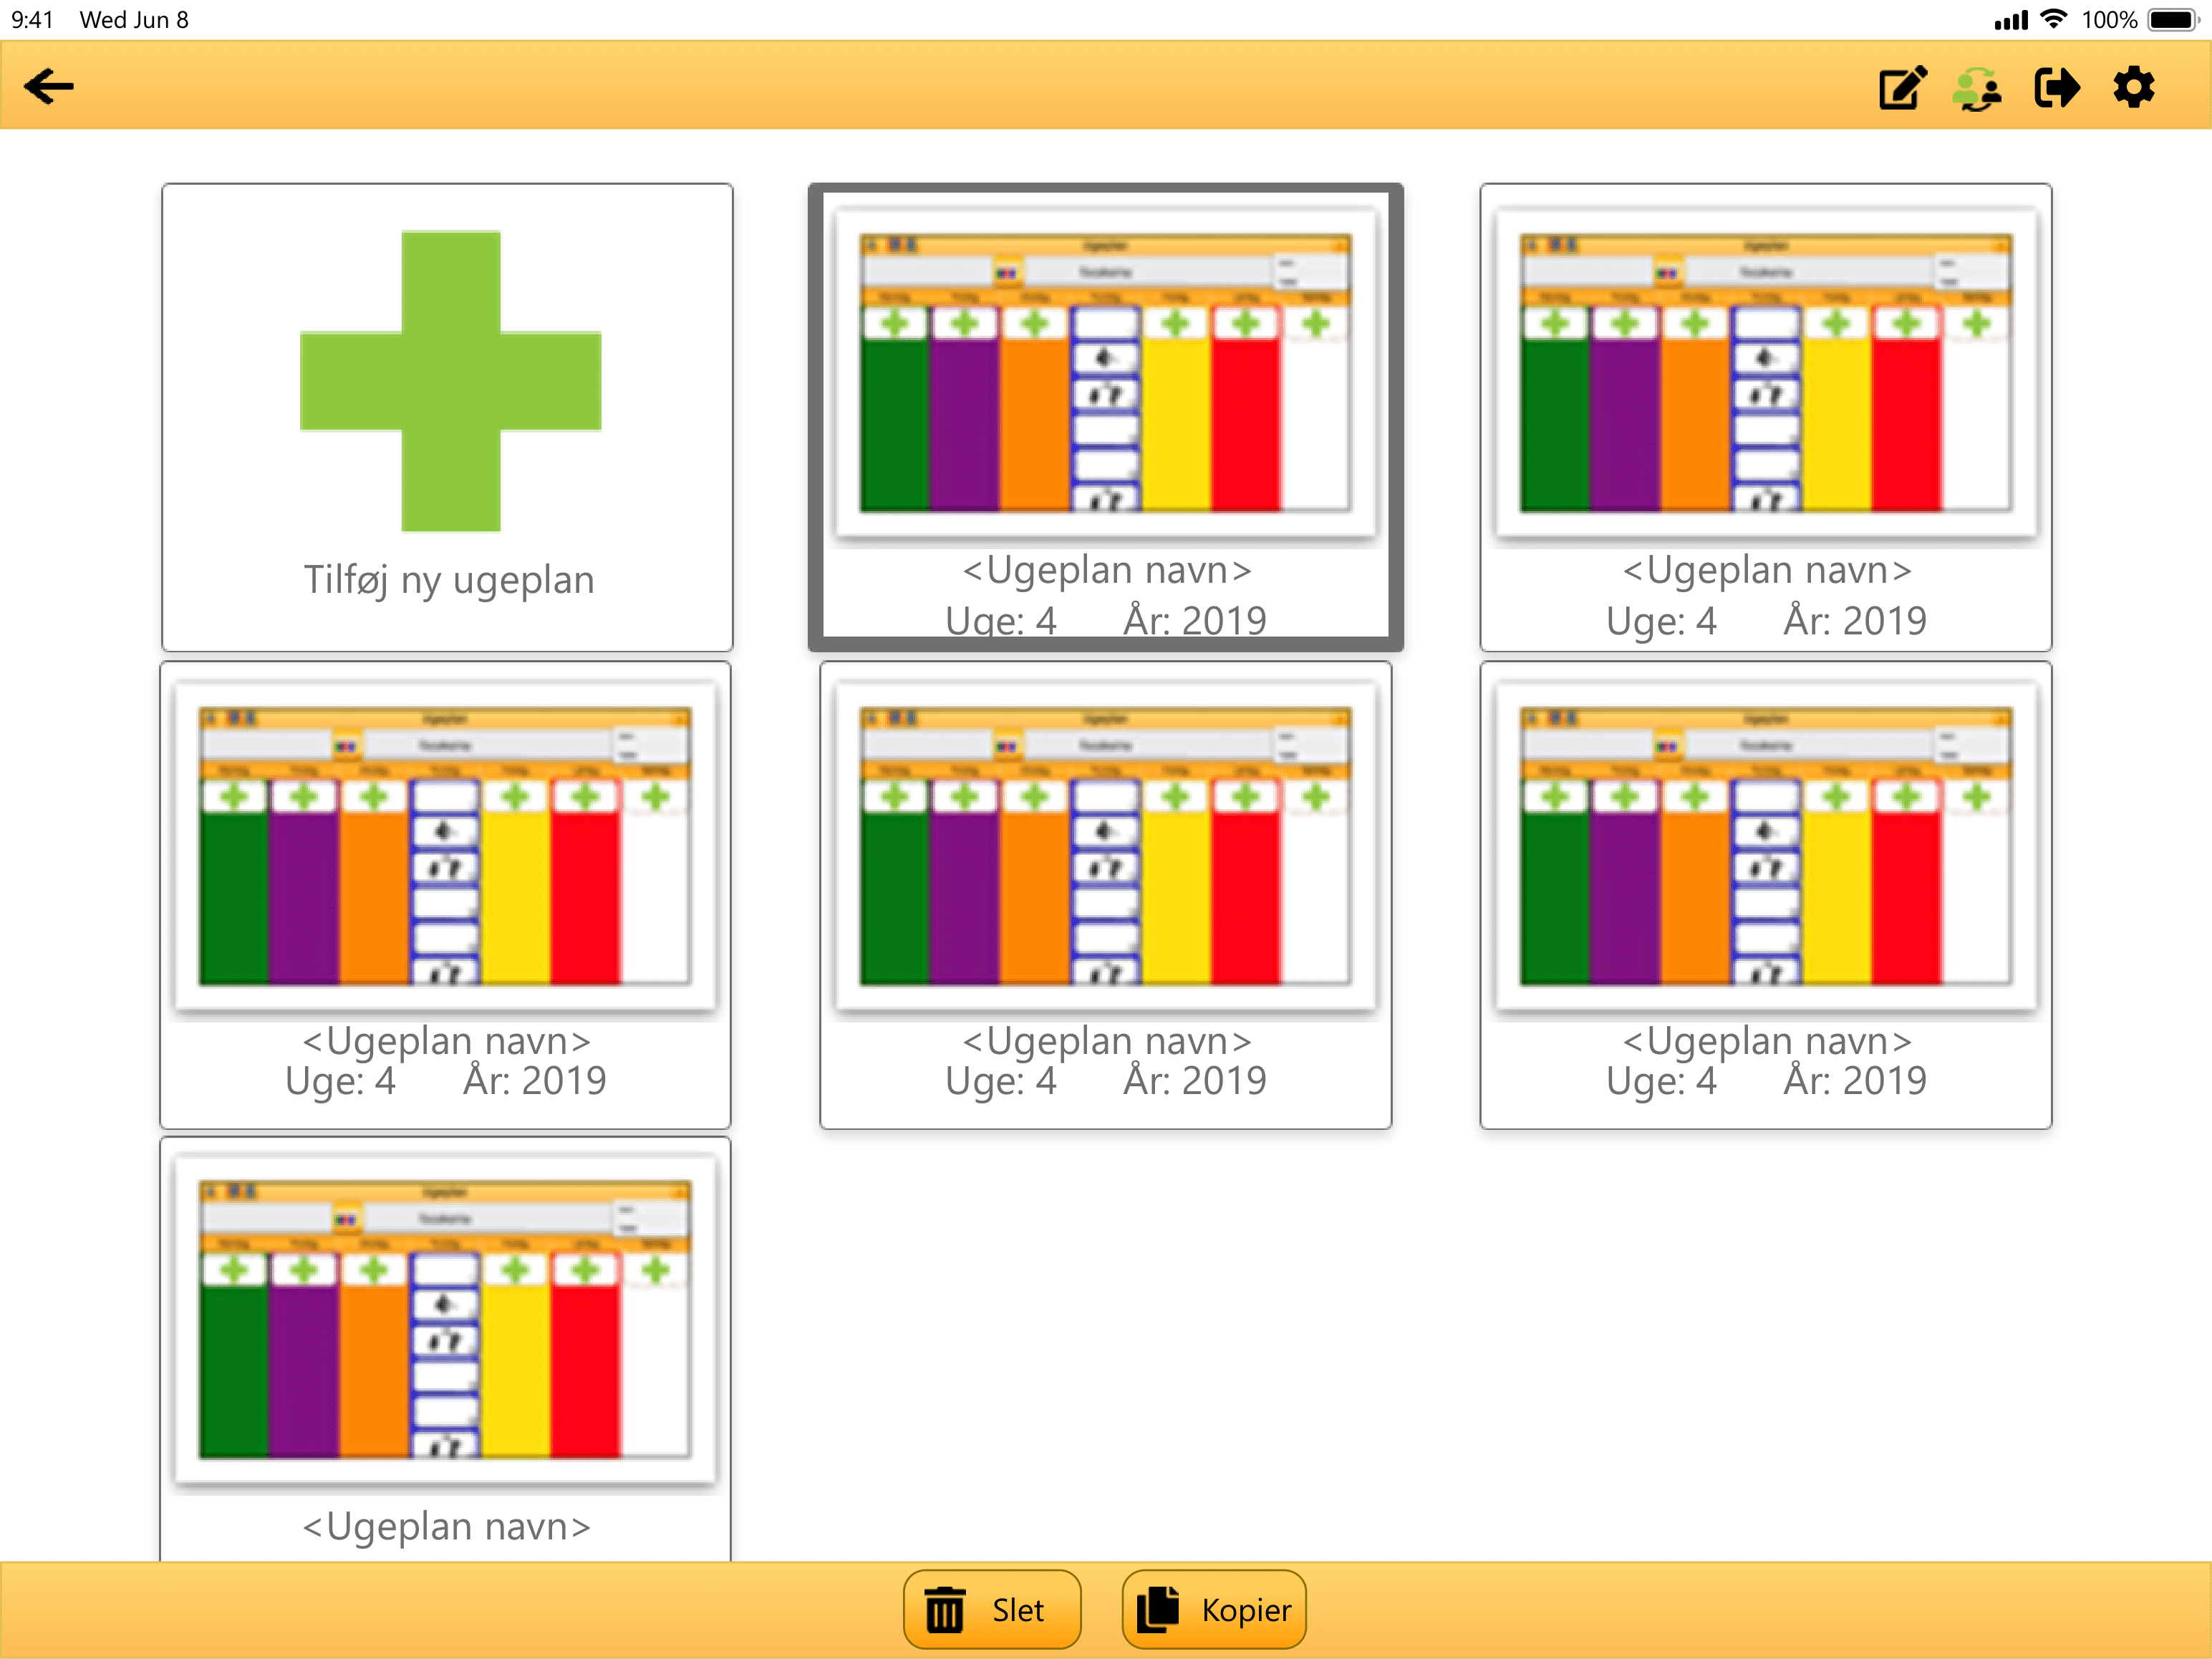 9:41 Wed Jun 8 100%
Tilføj ny ugeplan
<Ugeplan navn>
Uge: 4 År: 2019
<Ugeplan navn>
Uge: 4 År: 2019
<Ugeplan navn>
Uge: 4 År: 2019
<Ugeplan navn>
Uge: 4 År: 2019
<Ugeplan navn>
Uge: 4 År: 2019
<Ugeplan navn>
Slet
Kopier